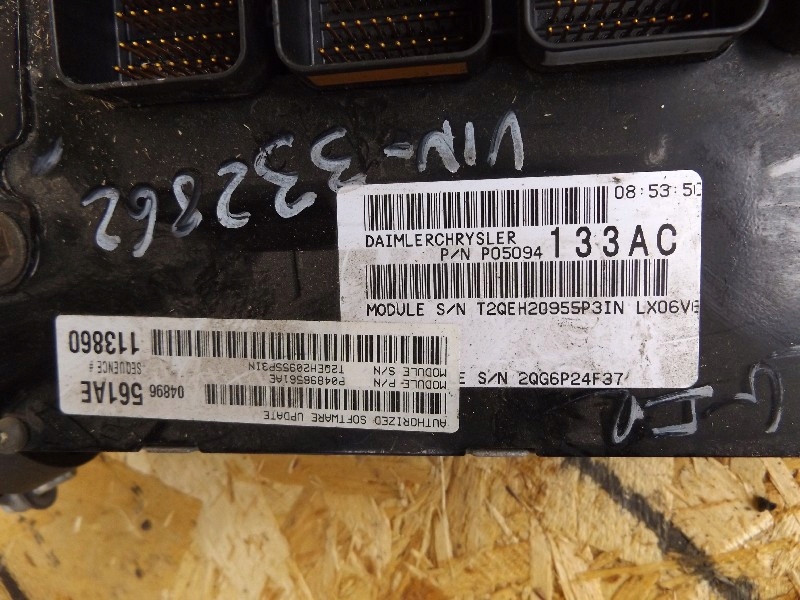 VIN-332862
08:53:50
DAIMLERCHRYSLER
P/N P05094 133AC
MODULE S/N T2QEH20955P3IN LX06V
E S/N 2QG6P24F37
AUTHORIZED SOFTWARE UPDATE
MODULE P/N P04896561AE
MODULE S/N T2QEH20955P3IN
04896 561AE
SEQUENCE # 113860